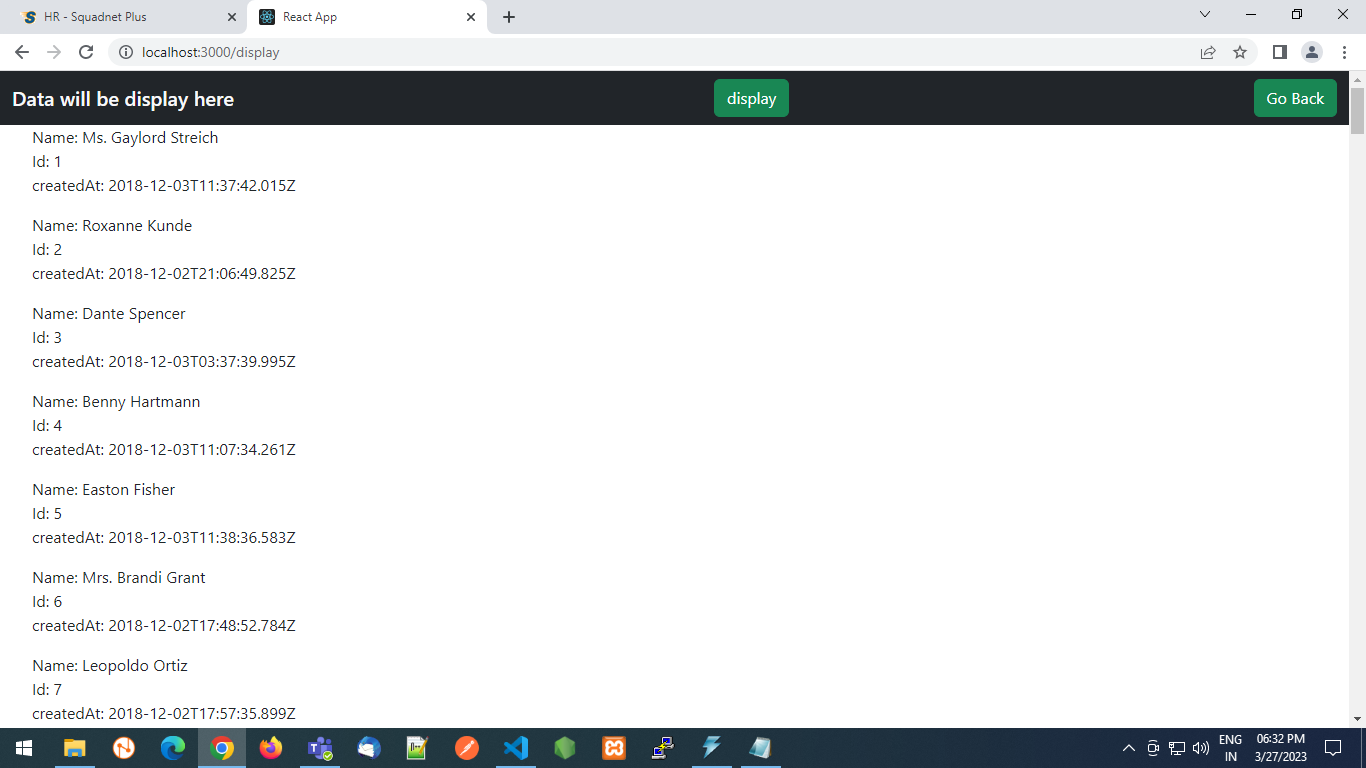 HR - Squadnet Plus
React App
localhost:3000/display
Data will be display here
display
Go Back
Name: Ms. Gaylord Streich
Id: 1
createdAt: 2018-12-03T11:37:42.015Z
Name: Roxanne Kunde
Id: 2
createdAt: 2018-12-02T21:06:49.825Z
Name: Dante Spencer
Id: 3
createdAt: 2018-12-03T03:37:39.995Z
Name: Benny Hartmann
Id: 4
createdAt: 2018-12-03T11:07:34.261Z
Name: Easton Fisher
Id: 5
createdAt: 2018-12-03T11:38:36.583Z
Name: Mrs. Brandi Grant
Id: 6
createdAt: 2018-12-02T17:48:52.784Z
Name: Leopoldo Ortiz
Id: 7
createdAt: 2018-12-02T17:57:35.899Z
ENG
IN
06:32 PM
3/27/2023